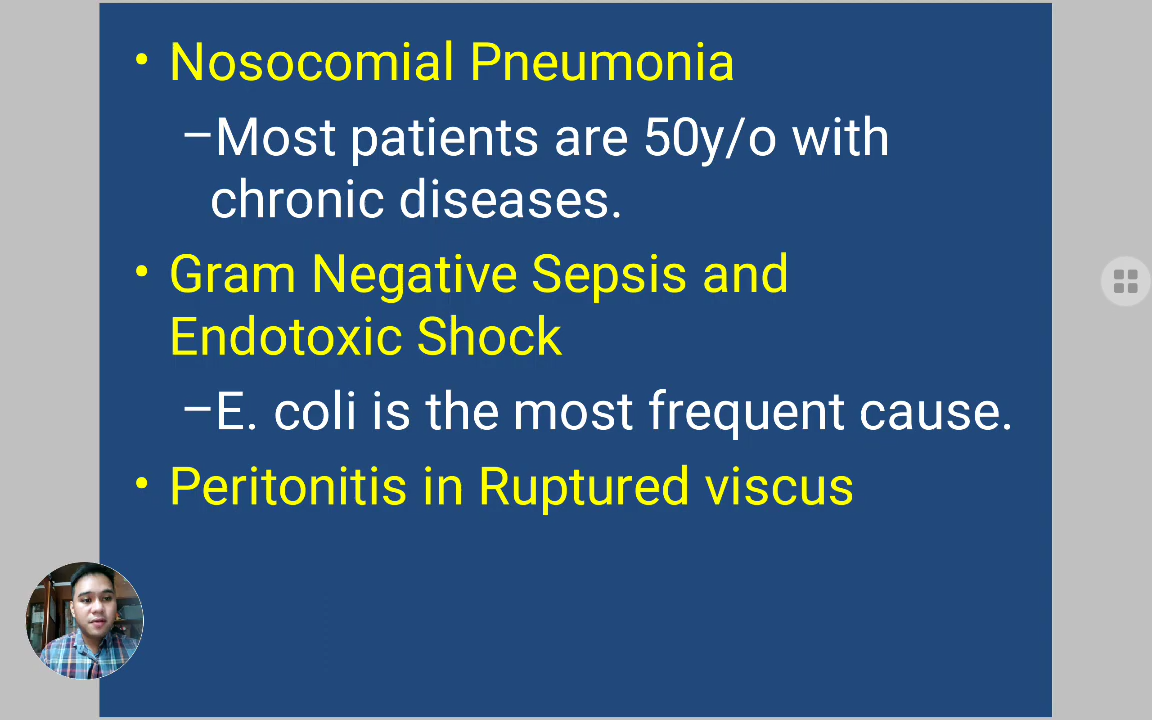 • Nosocomial Pneumonia
–Most patients are 50y/o with
chronic diseases.
• Gram Negative Sepsis and
Endotoxic Shock
–E. coli is the most frequent cause.
• Peritonitis in Ruptured viscus